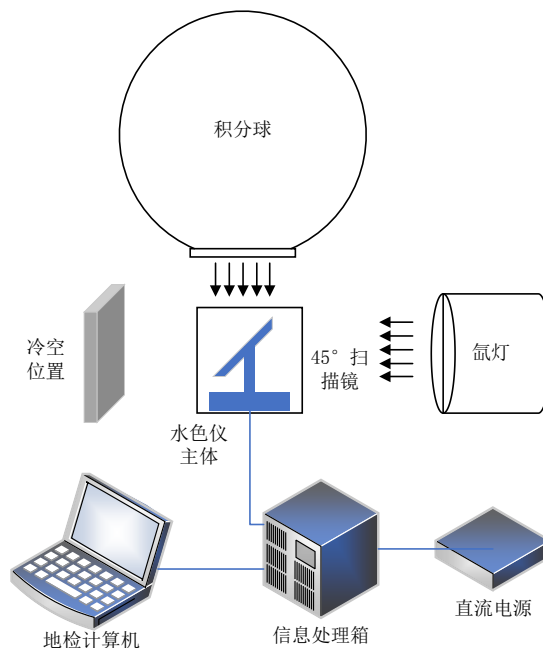 积分球
冷空
位置
45° 扫
描镜
氙灯
水色仪
主体
地检计算机
信息处理箱
直流电源